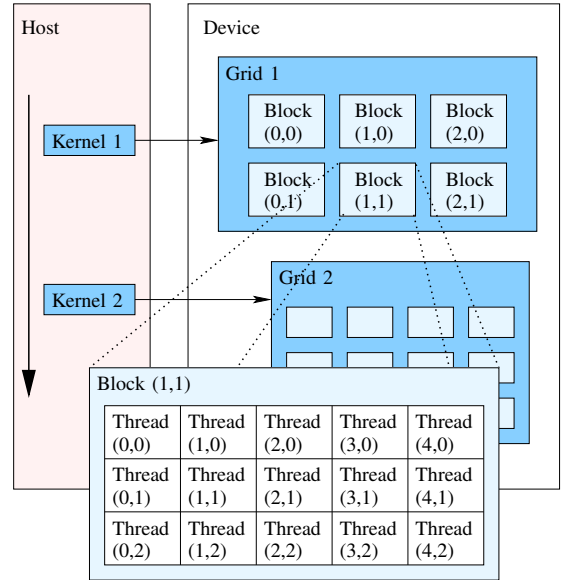 Host
Device
Grid 1
Block Block Block
(0,0) (1,0) (2,0)
Kernel 1
Block Block Block
(0,1) (1,1) (2,1)
Grid 2
Kernel 2
Block (1,1)
Thread Thread Thread Thread Thread
(0,0) (1,0) (2,0) (3,0) (4,0)
Thread Thread Thread Thread Thread
(0,1) (1,1) (2,1) (3,1) (4,1)
Thread Thread Thread Thread Thread
(0,2) (1,2) (2,2) (3,2) (4,2)